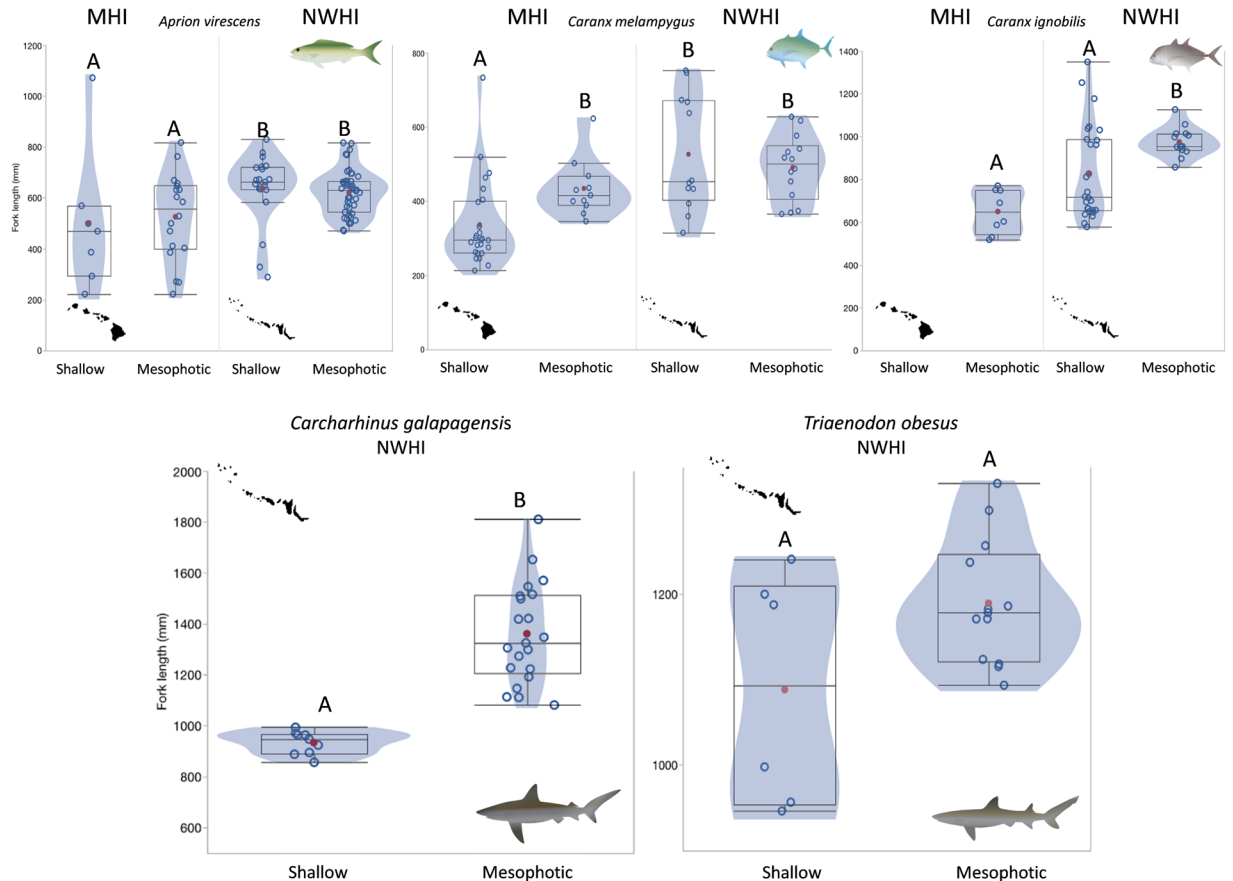 MHI Aprion virescens NWHI
1200
1000
800
600
400
200
0
Fork length (mm)
A A B B
Shallow Mesophotic Shallow Mesophotic
MHI Caranx melampygus NWHI
800
600
400
200
0
A B B B
Shallow Mesophotic Shallow Mesophotic
MHI Caranx ignobilis NWHI
1400
1200
1000
800
600
400
200
0
A A B
Shallow Mesophotic Shallow Mesophotic
Carcharhinus galapagensis
NWHI
2000
1800
1600
1400
1200
1000
800
600
Fork length (mm)
A B
Shallow Mesophotic
Triaenodon obesus
NWHI
1200
1000
A A
Shallow Mesophotic